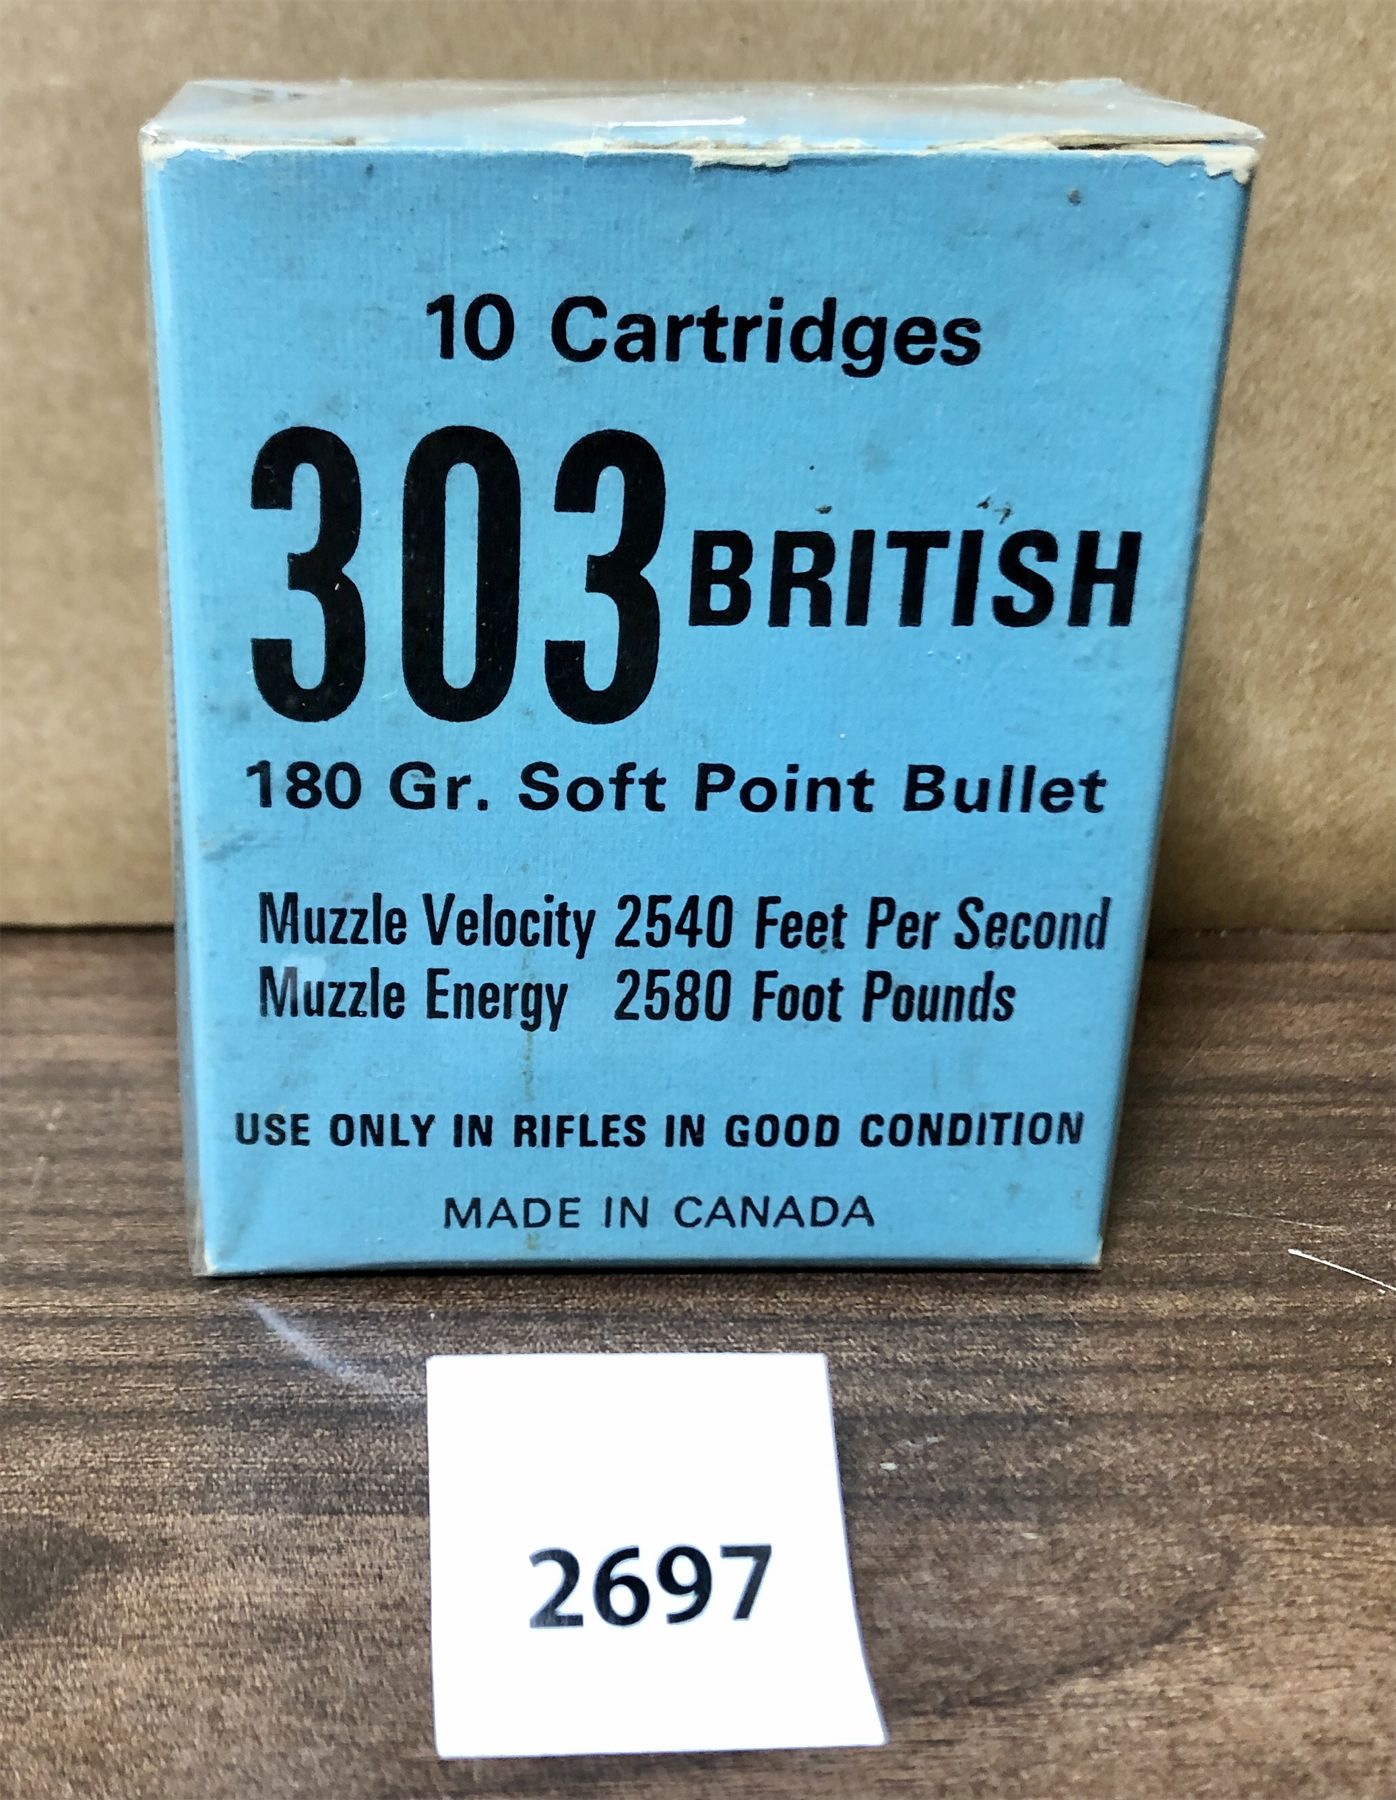 10 Cartridges
303 BRITISH
180 Gr. Soft Point Bullet
Muzzle Velocity 2540 Feet Per Second
Muzzle Energy 2580 Foot Pounds
USE ONLY IN RIFLES IN GOOD CONDITION
MADE IN CANADA
2697